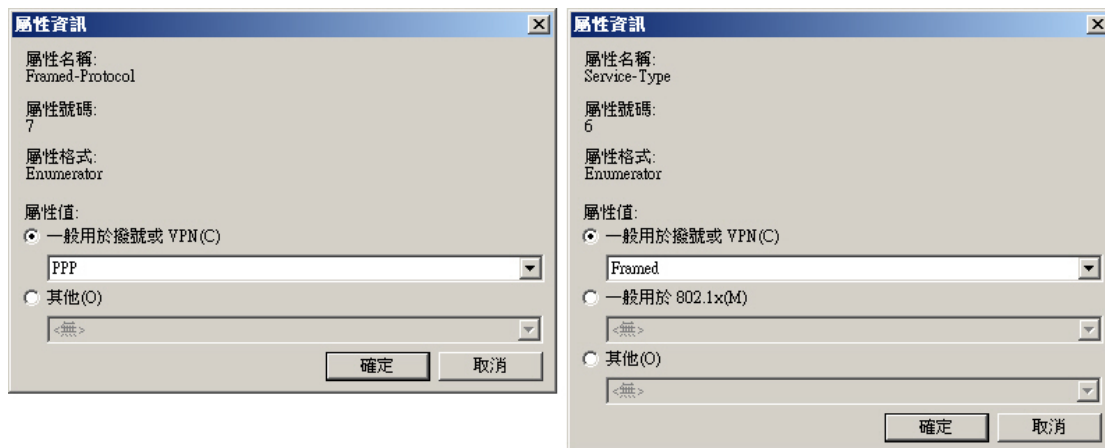 屬性資訊
屬性名稱:
Framed-Protocol
屬性號碼:
7
屬性格式:
Enumerator
屬性值:
一般用於撥號或 VPN(C)
PPP
其他(O)
<無>
確定
取消
屬性資訊
屬性名稱:
Service-Type
屬性號碼:
6
屬性格式:
Enumerator
屬性值:
一般用於撥號或 VPN(C)
Framed
一般用於 802.1x(M)
<無>
其他(O)
<無>
確定
取消